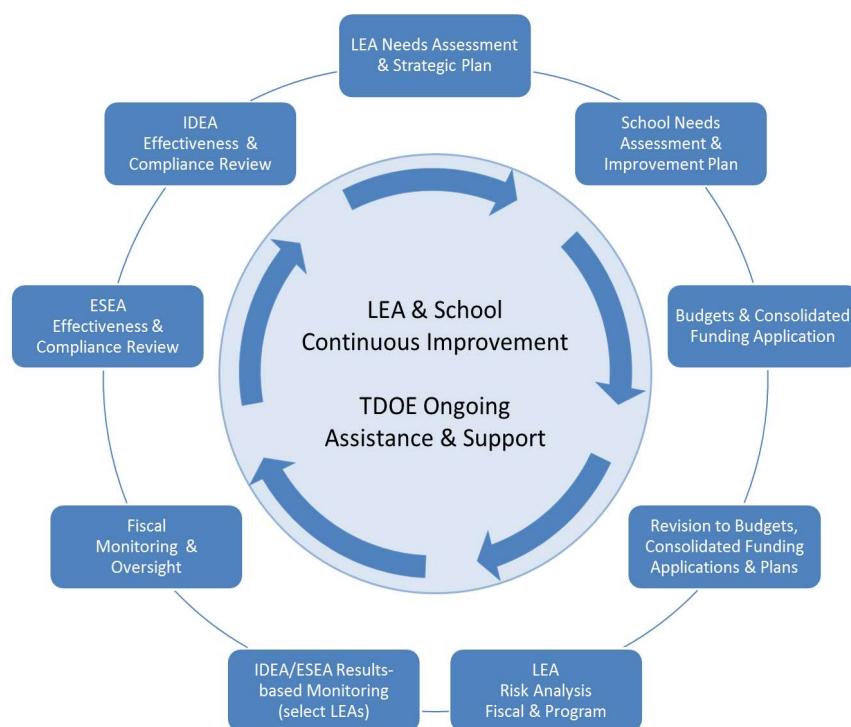 LEA Needs Assessment
& Strategic Plan
School Needs
Assessment &
Improvement Plan
Budgets & Consolidated
Funding Application
Revision to Budgets,
Consolidated Funding
Applications & Plans
LEA
Risk Analysis
Fiscal & Program
IDEA/ESEA Results-
based Monitoring
(select LEAs)
Fiscal
Monitoring &
Oversight
ESEA
Effectiveness &
Compliance Review
IDEA
Effectiveness &
Compliance Review
LEA & School
Continuous Improvement
TDOE Ongoing
Assistance & Support